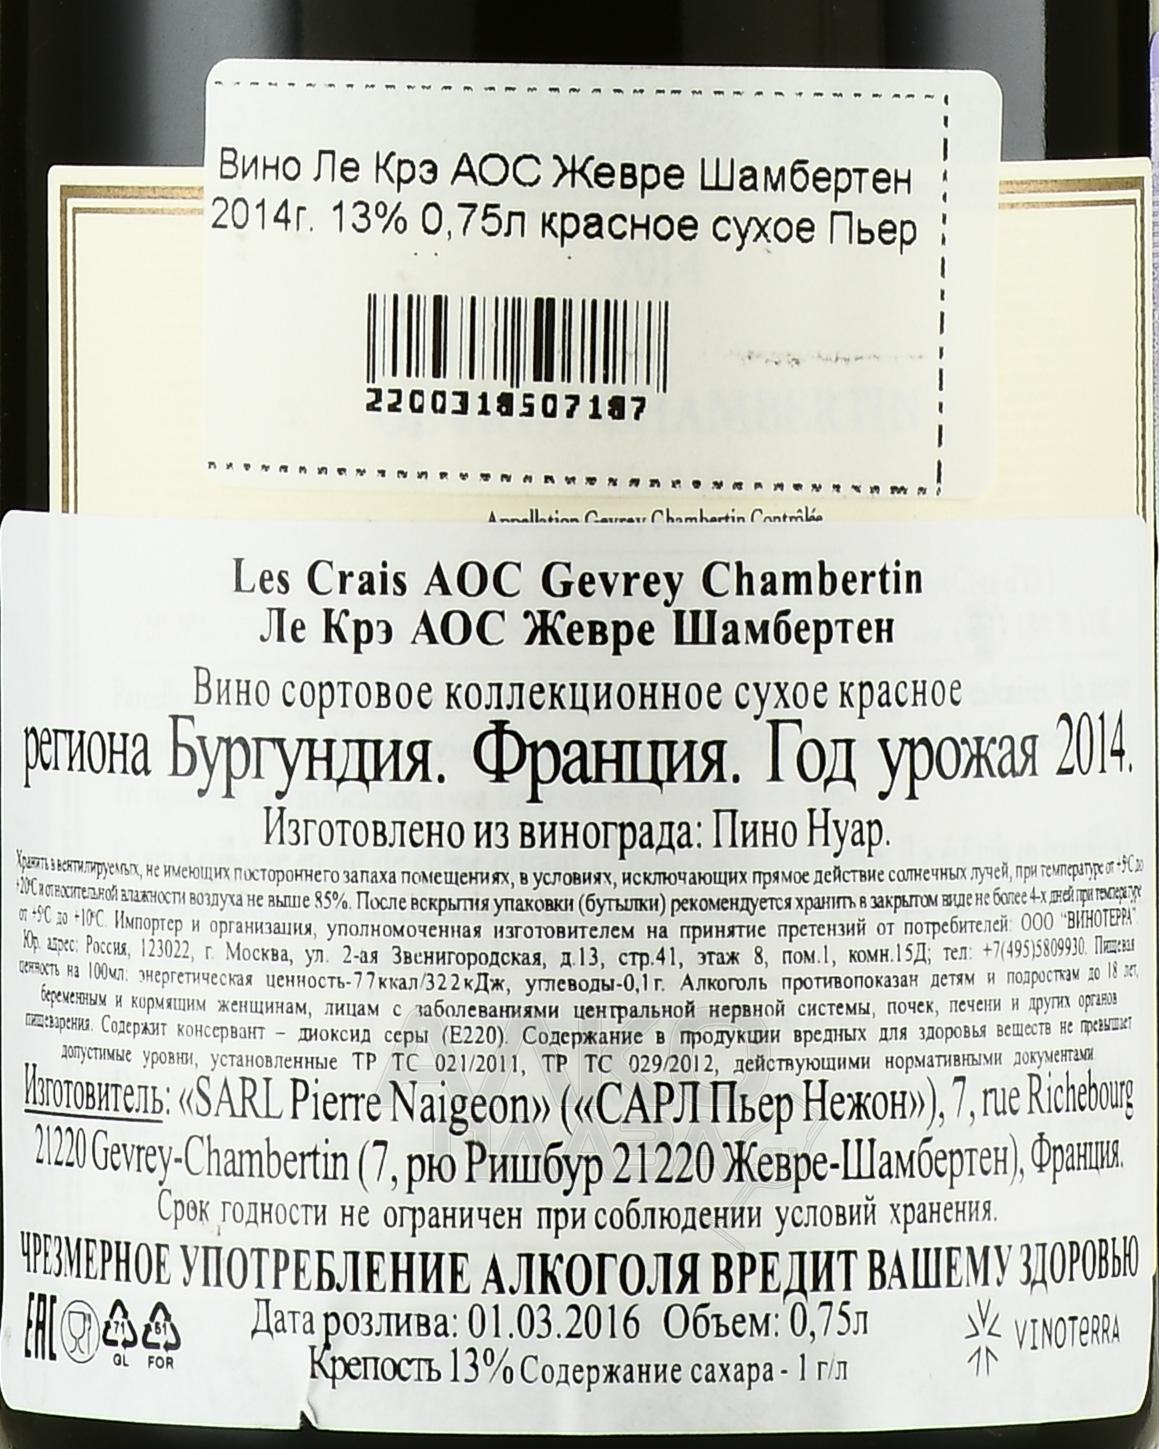 Вино Ле Крэ АОС Жевре Шамбертен
2014г. 13% 0,75л красное сухое Пьер
2200318507187
Appellation Gevrey Chambertin Contrôlée
Les Crais AOC Gevrey Chambertin
Ле Крэ АОС Жевре Шамбертен
Вино сортовое коллекционное сухое красное
региона Бургундия. Франция. Год урожая 2014.
Изготовлено из винограда: Пино Нуар.
Хранить в вентилируемых, не имеющих постороннего запаха помещениях, в условиях, исключающих прямое действие солнечных лучей, при температуре от +5°С до
+20°С и относительной влажности воздуха не выше 85%. После вскрытия упаковки (бутылки) рекомендуется хранить в закрытом виде не более 4-х дней при температуре
от +5°С до +10°С. Импортер и организация, уполномоченная изготовителем на принятие претензий от потребителей: ООО "ВИНОТЕРРА".
Юр. адрес: Россия, 123022, г. Москва, ул. 2-ая Звенигородская, д.13, стр.41, этаж 8, пом.1, комн.15Д; тел: +7(495)5809930. Пищевая
ценность на 100мл: энергетическая ценность-77ккал/322кДж, углеводы-0,1г. Алкоголь противопоказан детям и подросткам до 18 лет,
беременным и кормящим женщинам, лицам с заболеваниями центральной нервной системы, почек, печени и других органов
пищеварения. Содержит консервант – диоксид серы (Е220). Содержание в продукции вредных для здоровья веществ не превышает
допустимые уровни, установленные ТР ТС 021/2011, ТР ТС 029/2012, действующими нормативными документами
Изготовитель: «SARL Pierre Naigeon» («САРЛ Пьер Нежон»), 7, rue Richebourg
21220 Gevrey-Chambertin (7, рю Ришбур 21220 Жевре-Шамбертен), Франция.
Срок годности не ограничен при соблюдении условий хранения.
ЧРЕЗМЕРНОЕ УПОТРЕБЛЕНИЕ АЛКОГОЛЯ ВРЕДИТ ВАШЕМУ ЗДОРОВЬЮ
Дата розлива: 01.03.2016 Объем: 0,75л
Крепость 13% Содержание сахара - 1 г/л
EAC
71
GL
51
FOR
VINOTERRA